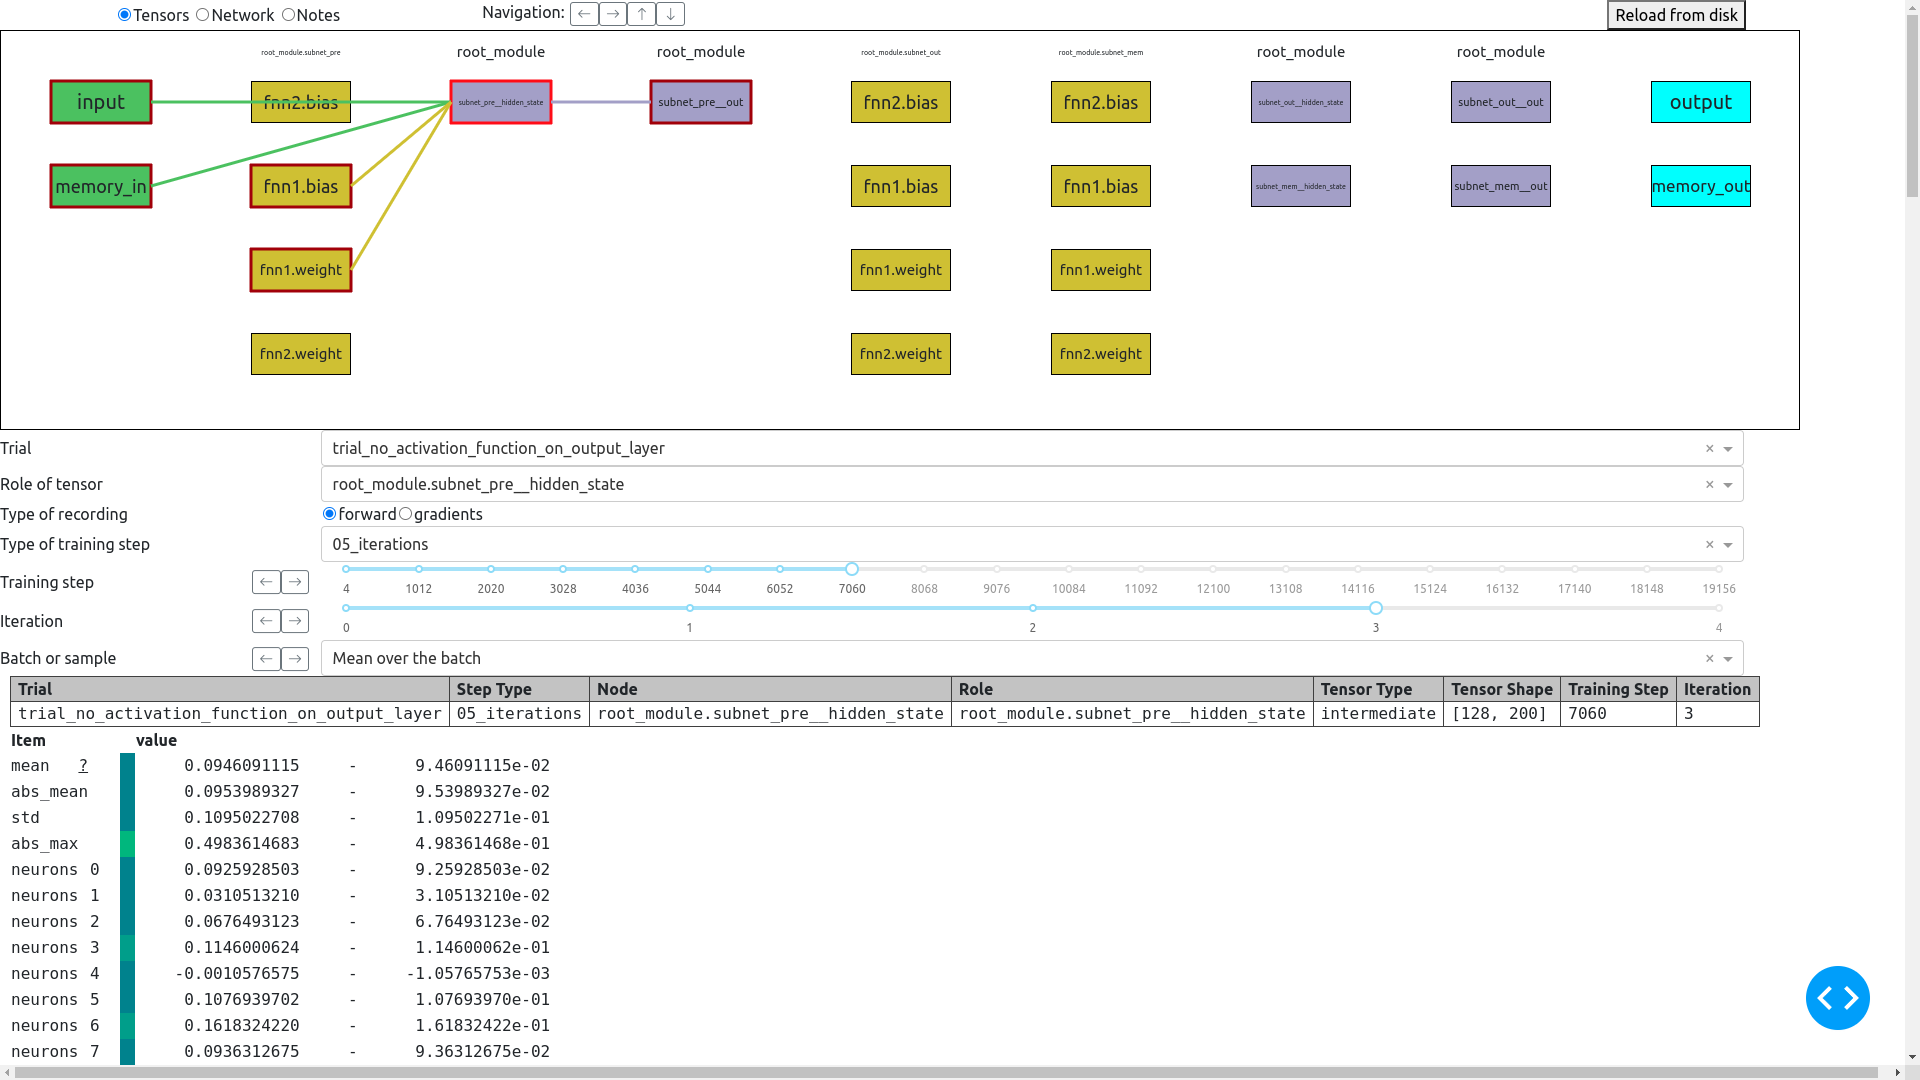 Tensors Network Notes Navigation: ← → ↑ ↓ Reload from disk
root_module.subnet_pre root_module root_module root_module.subnet_out root_module.subnet_mem root_module root_module
input fnn2.bias subnet_pre__hidden_state subnet_pre__out fnn2.bias fnn2.bias subnet_out__hidden_state subnet_out__out output
memory_in fnn1.bias fnn1.bias fnn1.bias subnet_mem__hidden_state subnet_mem__out memory_out
fnn1.weight fnn1.weight fnn1.weight
fnn2.weight fnn2.weight fnn2.weight
Trial trial_no_activation_function_on_output_layer × 
Role of tensor root_module.subnet_pre__hidden_state ×
Type of recording forward gradients
Type of training step 05_iterations ×
Training step ← → 4 1012 2020 3028 4036 5044 6052 7060 8068 9076 10084 11092 12100 13108 14116 15124 16132 17140 18148 19156
Iteration ← → 0 1 2 3 4
Batch or sample ← → Mean over the batch ×
Trial Step Type Node Role Tensor Type Tensor Shape Training Step Iteration
trial_no_activation_function_on_output_layer 05_iterations root_module.subnet_pre__hidden_state root_module.subnet_pre__hidden_state intermediate [128, 200] 7060 3
Item value
mean ? 0.0946091115 - 9.46091115e-02
abs_mean 0.0953989327 - 9.53989327e-02
std 0.1095022708 - 1.09502271e-01
abs_max 0.4983614683 - 4.98361468e-01
neurons 0 0.0925928503 - 9.25928503e-02
neurons 1 0.0310513210 - 3.10513210e-02
neurons 2 0.0676493123 - 6.76493123e-02
neurons 3 0.1146000624 - 1.14600062e-01
neurons 4 -0.0010576575 - -1.05765753e-03
neurons 5 0.1076939702 - 1.07693970e-01
neurons 6 0.1618324220 - 1.61832422e-01
neurons 7 0.0936312675 - 9.36312675e-02